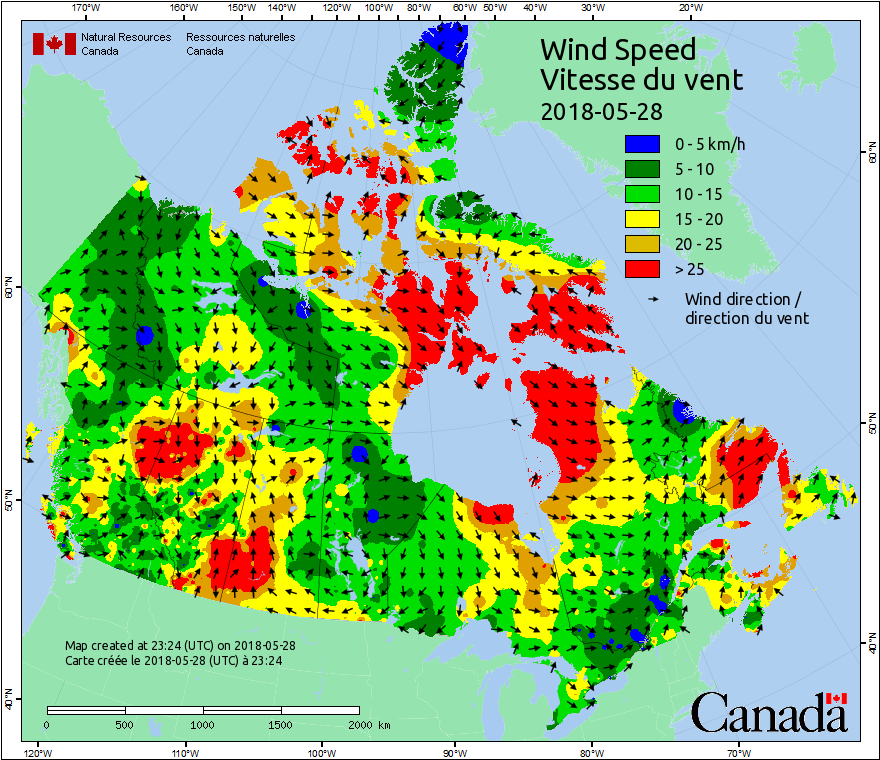 170°W 160°W 150°W 140°W 130°W 120°W 110°W 100°W 80°W 60°W 50°W 40°W 30°W 20°W
Natural Resources Ressources naturelles
Canada Canada
Wind Speed
Vitesse du vent
2018-05-28
0 - 5 km/h
5 - 10
10 - 15
15 - 20
20 - 25
> 25
Wind direction /
direction du vent
60°N
50°N
40°N
60°N
50°N
40°N
Map created at 23:24 (UTC) on 2018-05-28
Carte créée le 2018-05-28 (UTC) à 23:24
0 500 1000 1500 2000 km
Canada
120°W 110°W 100°W 90°W 80°W 70°W